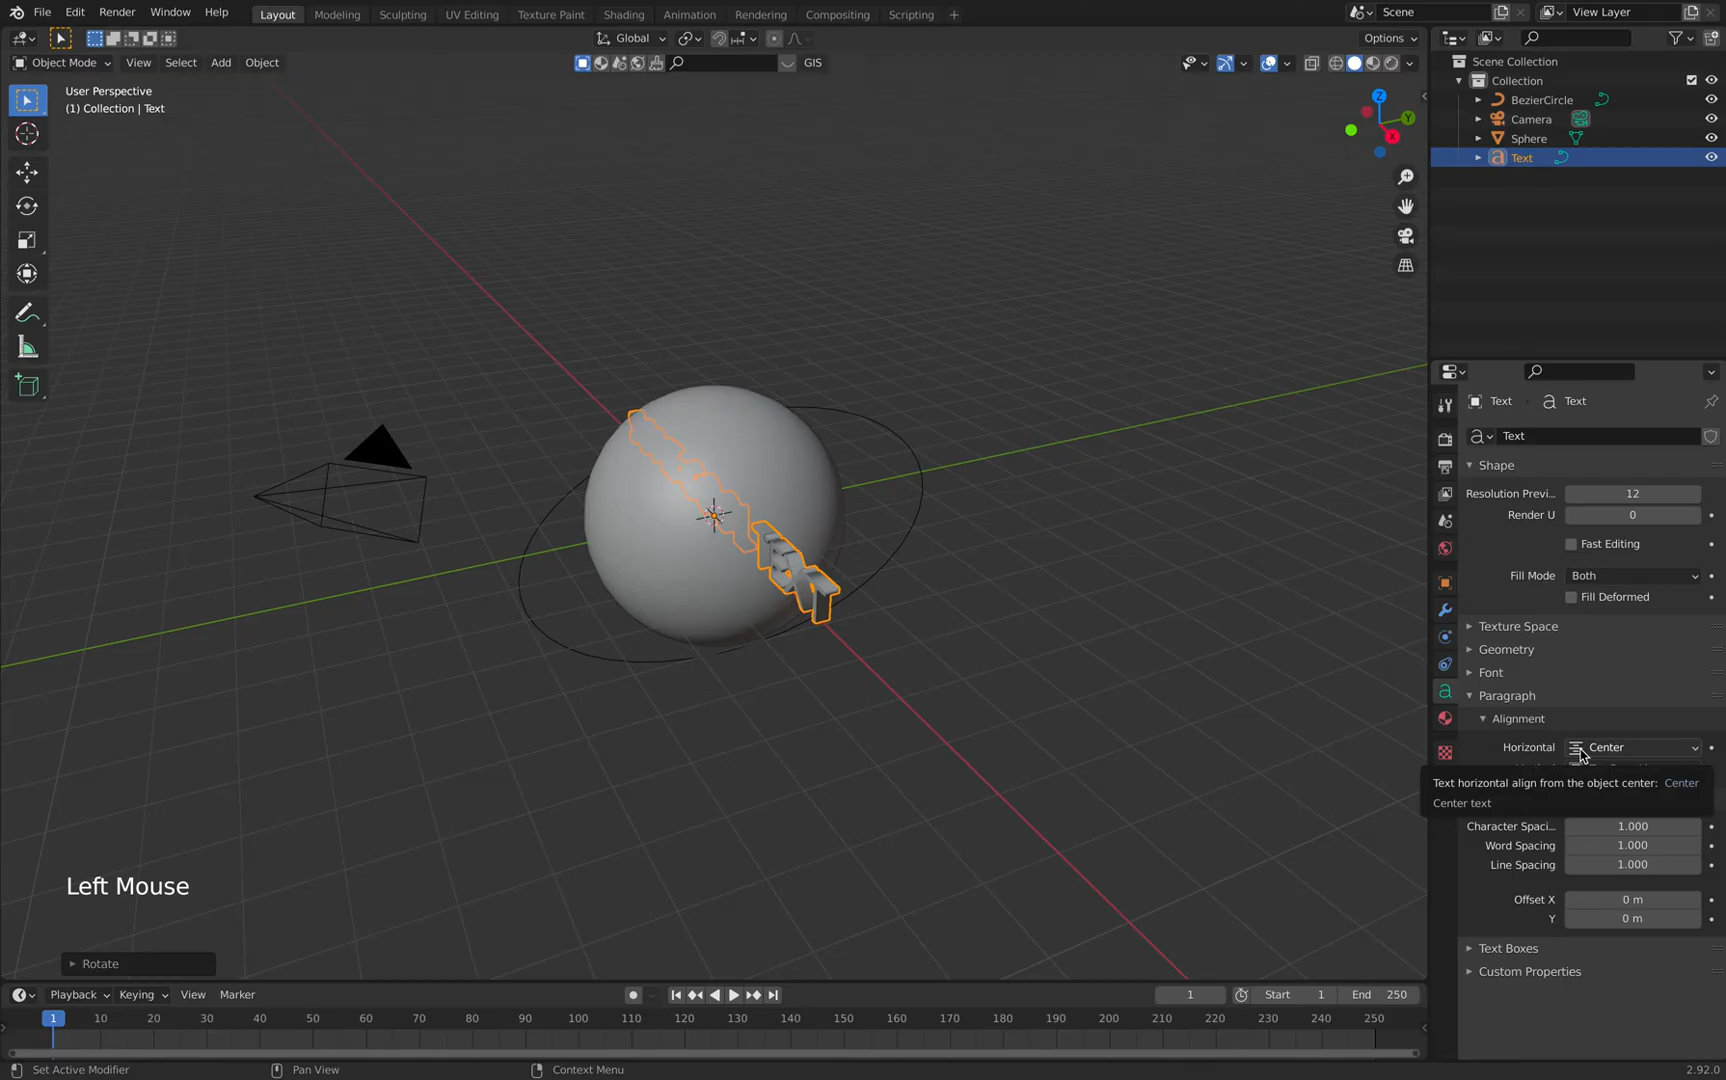 File Edit Render Window Help
Layout Modeling Sculpting UV Editing Texture Paint Shading Animation Rendering Compositing Scripting +
Scene
View Layer
Global
Options
Object Mode View Select Add Object
GIS
User Perspective
(1) Collection | Text
Z
Y
X
Scene Collection
Collection
BezierCircle
Camera
Sphere
Text
Text Text
Text
Shape
Resolution Previ... 12
Render U 0
Fast Editing
Fill Mode Both
Fill Deformed
Texture Space
Geometry
Font
Paragraph
Alignment
Horizontal Center
Text horizontal align from the object center: Center
Center text
Character Spaci... 1.000
Word Spacing 1.000
Line Spacing 1.000
Offset X 0 m
Y 0 m
Text Boxes
Custom Properties
Left Mouse
Rotate
Playback Keying View Marker
1
Start 1
End 250
1 10 20 30 40 50 60 70 80 90 100 110 120 130 140 150 160 170 180 190 200 210 220 230 240 250
Set Active Modifier
Pan View
Context Menu
2.92.0